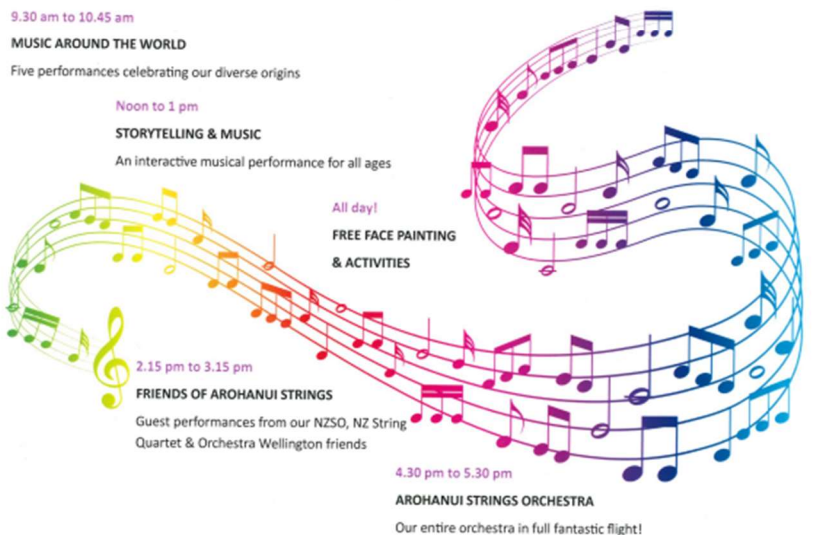 9.30 am to 10.45 am
MUSIC AROUND THE WORLD
Five performances celebrating our diverse origins
Noon to 1 pm
STORYTELLING & MUSIC
An interactive musical performance for all ages
All day!
FREE FACE PAINTING
& ACTIVITIES
2.15 pm to 3.15 pm
FRIENDS OF AROHANUI STRINGS
Guest performances from our NZSO, NZ String
Quartet & Orchestra Wellington friends
4.30 pm to 5.30 pm
AROHANUI STRINGS ORCHESTRA
Our entire orchestra in full fantastic flight!